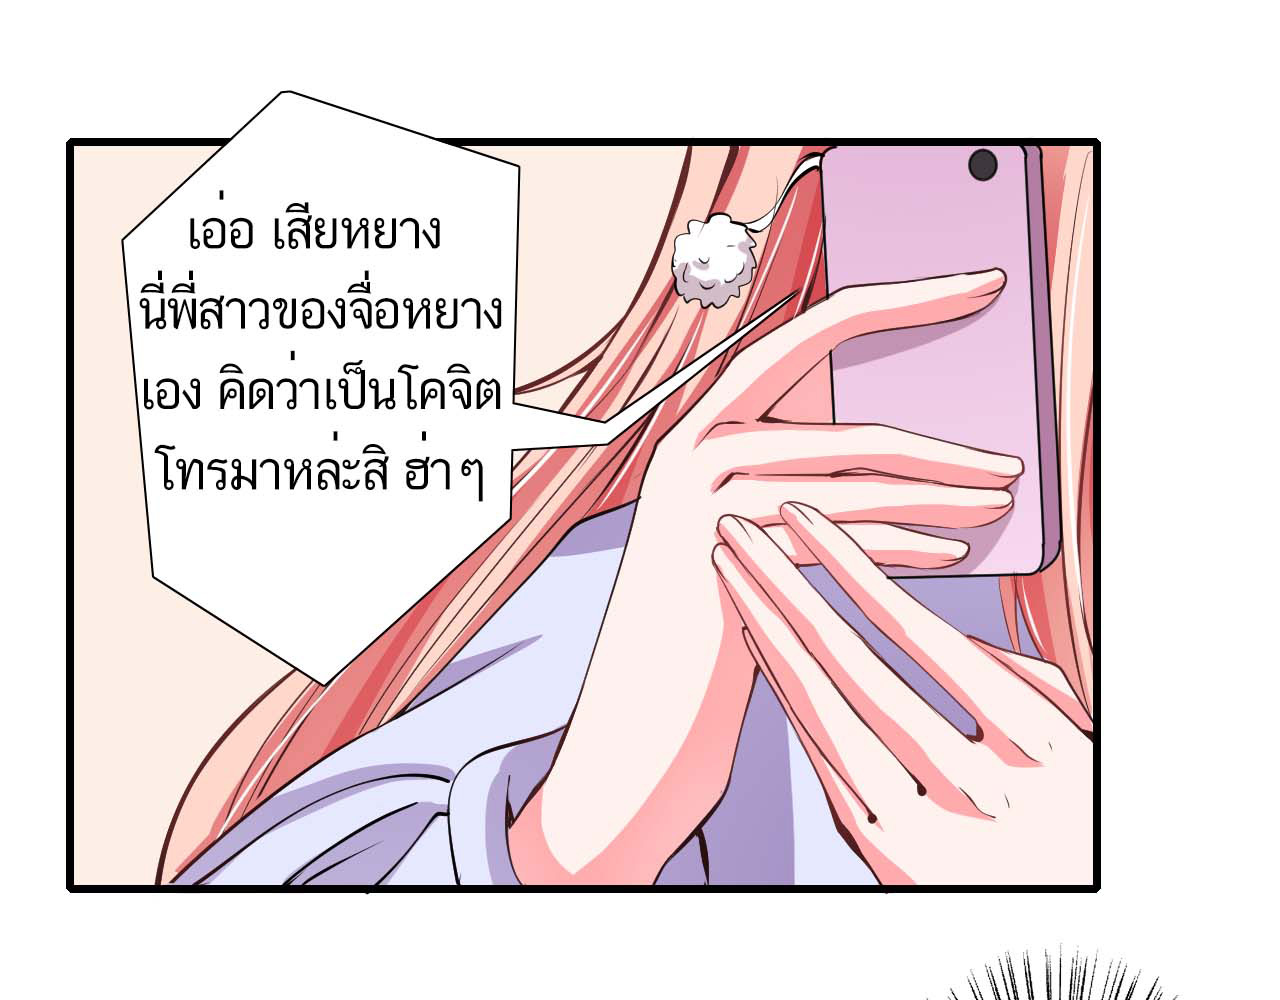 เอ่อ เสียหยาง
นี่พี่สาวของจื่อหยาง
เอง คิดว่าเป็นโคจิต
โทรมาหล่ะสิ ฮ่าๆ